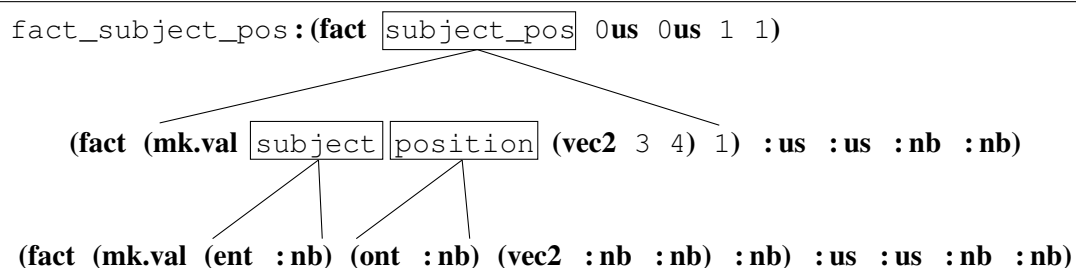 fact_subject_pos:(fact subject_pos 0us 0us 1 1)
(fact (mk.val subject position (vec2 3 4) 1) :us :us :nb :nb)
(fact (mk.val (ent :nb) (ont :nb) (vec2 :nb :nb) :nb) :us :us :nb :nb)